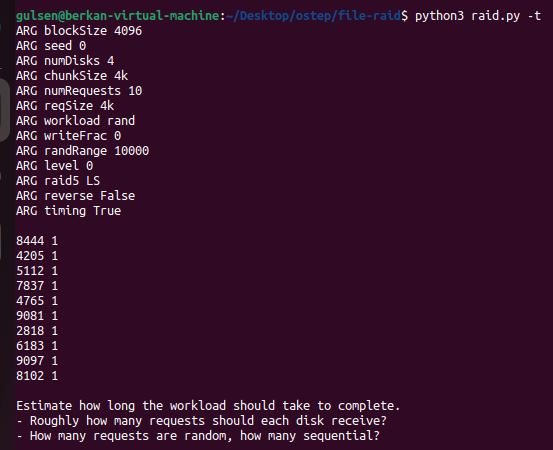 gulsen@berkan-virtual-machine:~/Desktop/ostep/file-raid$ python3 raid.py -t
ARG blockSize 4096
ARG seed 0
ARG numDisks 4
ARG chunkSize 4k
ARG numRequests 10
ARG reqSize 4k
ARG workload rand
ARG writeFrac 0
ARG randRange 10000
ARG level 0
ARG raid5 LS
ARG reverse False
ARG timing True
8444 1
4205 1
5112 1
7837 1
4765 1
9081 1
2818 1
6183 1
9097 1
8102 1
Estimate how long the workload should take to complete.
- Roughly how many requests should each disk receive?
- How many requests are random, how many sequential?